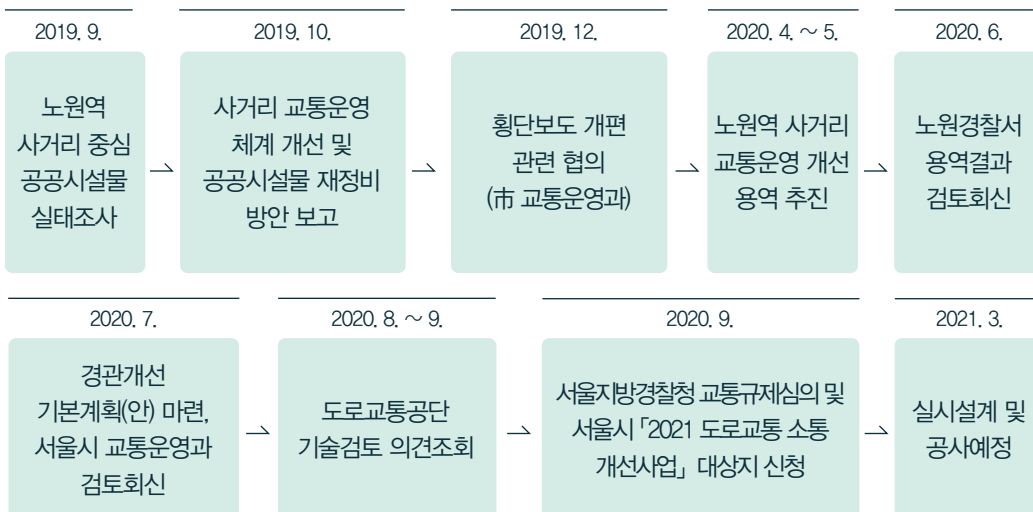 2019. 9.
노원역
사거리 중심
공공시설물
실태조사
2019. 10.
사거리 교통운영
체계 개선 및
공공시설물 재정비
방안 보고
2019. 12.
횡단보도 개편
관련 협의
(市 교통운영과)
2020. 4. ~ 5.
노원역 사거리
교통운영 개선
용역 추진
2020. 6.
노원경찰서
용역결과
검토회신
2020. 7.
경관개선
기본계획(안) 마련,
서울시 교통운영과
검토회신
2020. 8. ~ 9.
도로교통공단
기술검토 의견조회
2020. 9.
서울지방경찰청 교통규제심의 및
서울시 「2021 도로교통 소통
개선사업」 대상지 신청
2021. 3.
실시설계 및
공사예정